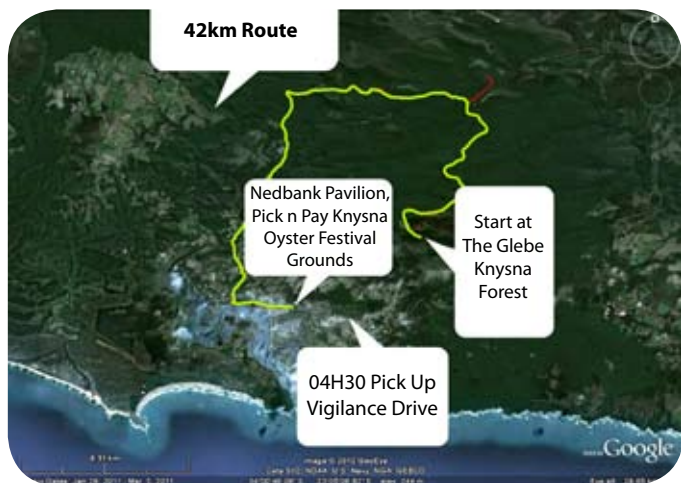 42km Route
Nedbank Pavilion,
Pick n Pay Knysna
Oyster Festival
Grounds
Start at
The Glebe
Knysna
Forest
04H30 Pick Up
Vigilance Drive
Google